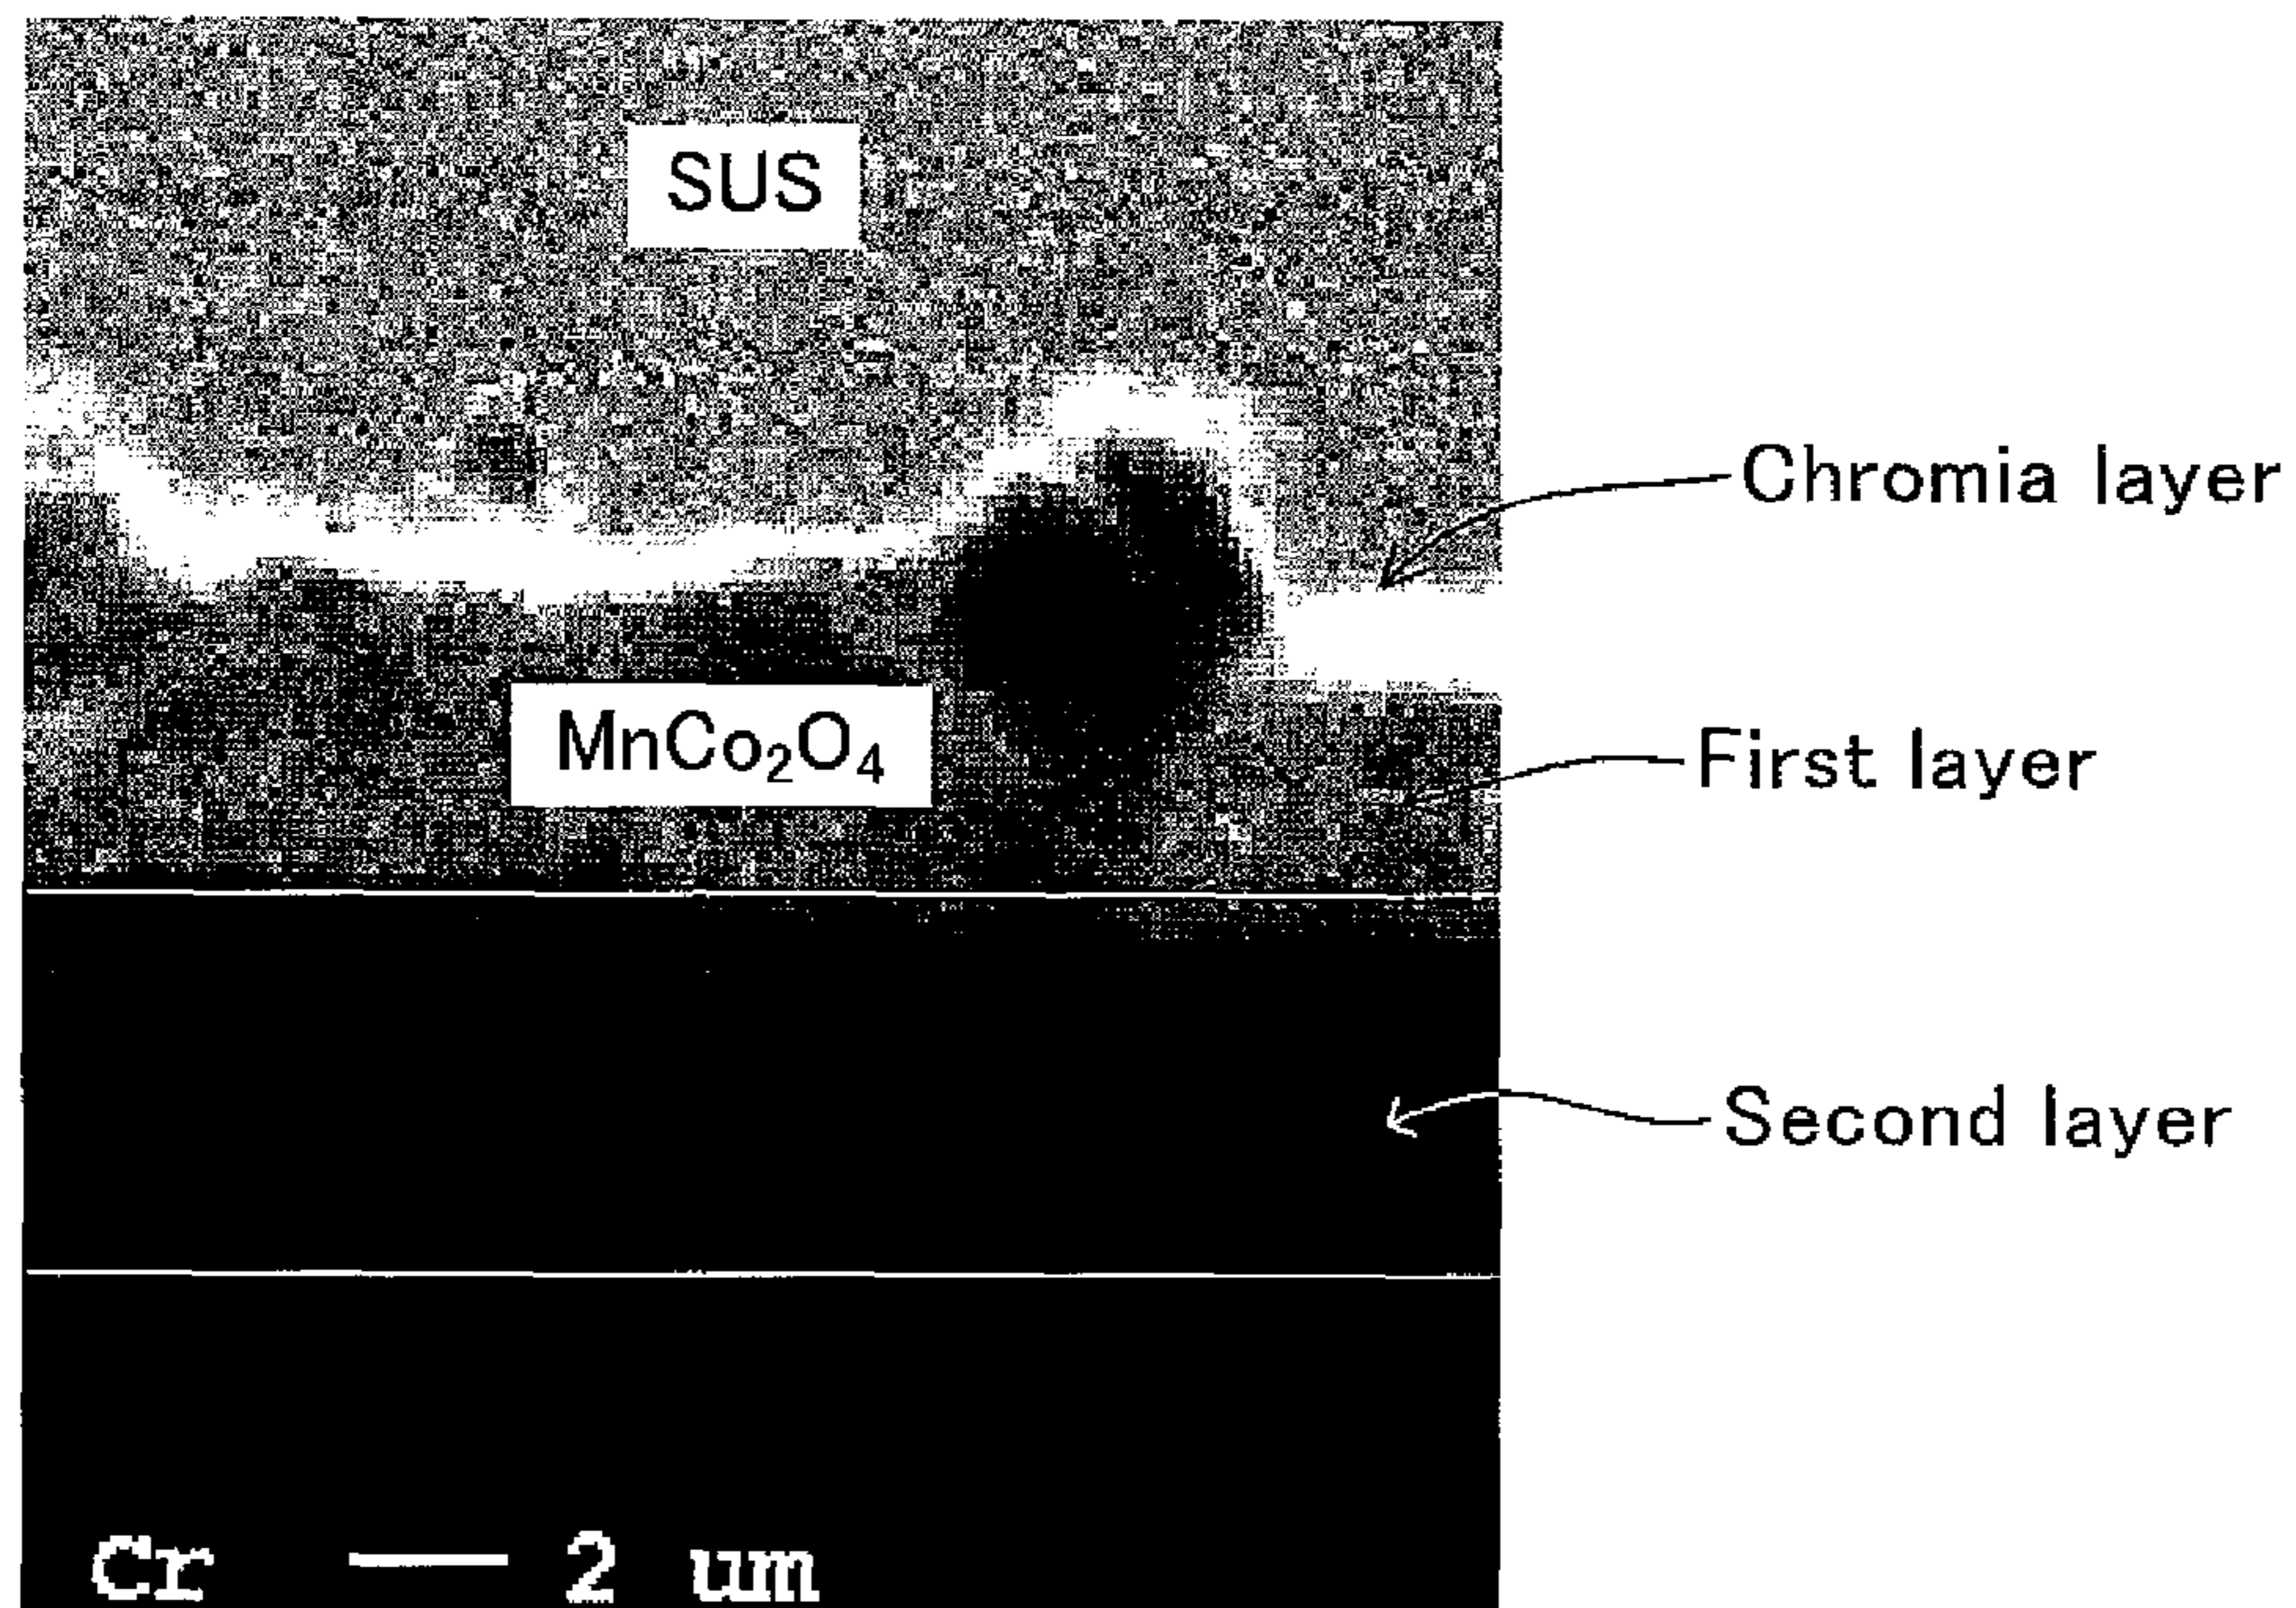 SUS
Chromia layer
MnCo₂O₄
First layer
Second layer
Cr 2 um